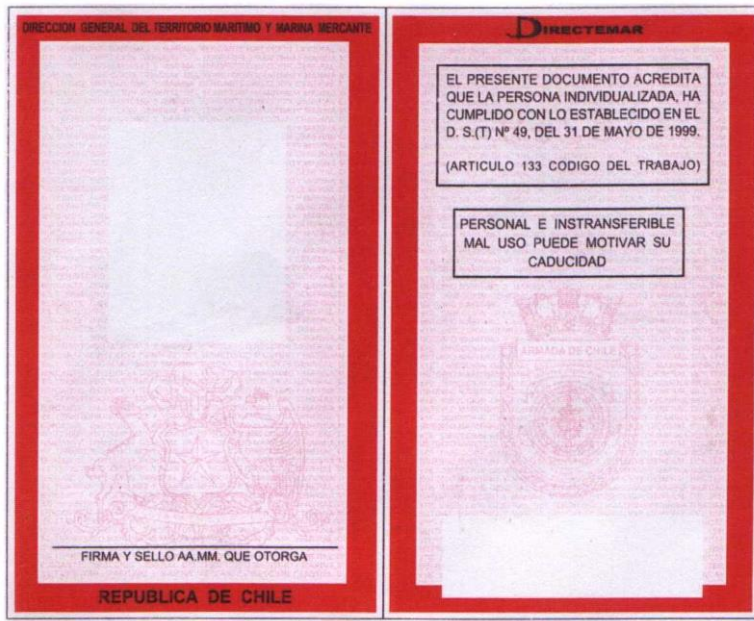 DIRECCION GENERAL DEL TERRITORIO MARITIMO Y MARINA MERCANTE
FIRMA Y SELLO AA.MM. QUE OTORGA
REPUBLICA DE CHILE
DIRECTEMAR
EL PRESENTE DOCUMENTO ACREDITA
QUE LA PERSONA INDIVIDUALIZADA, HA
CUMPLIDO CON LO ESTABLECIDO EN EL
D. S.(T) Nº 49, DEL 31 DE MAYO DE 1999.
(ARTICULO 133 CODIGO DEL TRABAJO)
PERSONAL E INSTRANSFERIBLE
MAL USO PUEDE MOTIVAR SU
CADUCIDAD
ARMADA DE CHILE